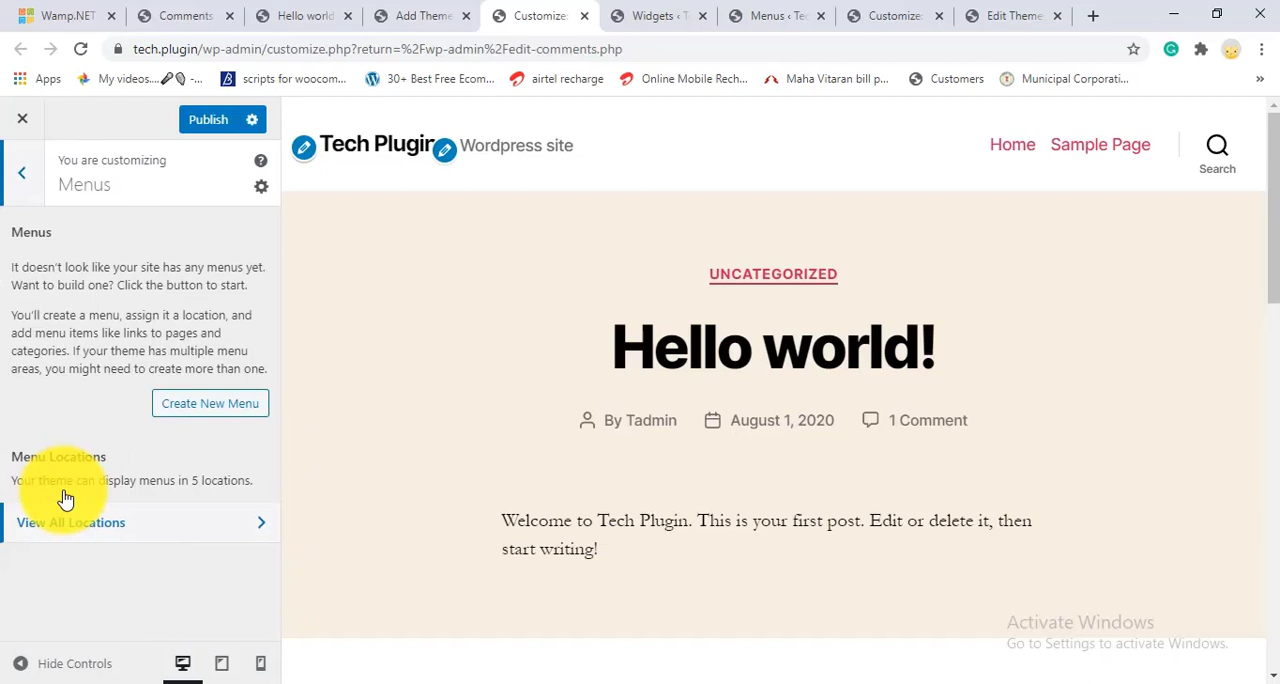 Wamp.NET
Comments
Hello world
Add Theme
Customize:
Widgets ‹ T
Menus ‹ Te
Customize:
Edit Theme
tech.plugin/wp-admin/customize.php?return=%2Fwp-admin%2Fedit-comments.php
Apps
My videos....
scripts for woocom...
30+ Best Free Ecom...
airtel recharge
Online Mobile Rech...
Maha Vitaran bill p...
Customers
Municipal Corporati...
»
Publish
You are customizing
Menus
Menus
It doesn't look like your site has any menus yet.
Want to build one? Click the button to start.
You'll create a menu, assign it a location, and
add menu items like links to pages and
categories. If your theme has multiple menu
areas, you might need to create more than one.
Create New Menu
Menu Locations
Your theme can display menus in 5 locations.
View All Locations
Hide Controls
Tech Plugin
Wordpress site
Home
Sample Page
Search
UNCATEGORIZED
Hello world!
By Tadmin
August 1, 2020
1 Comment
Welcome to Tech Plugin. This is your first post. Edit or delete it, then
start writing!
Activate Windows
Go to Settings to activate Windows.